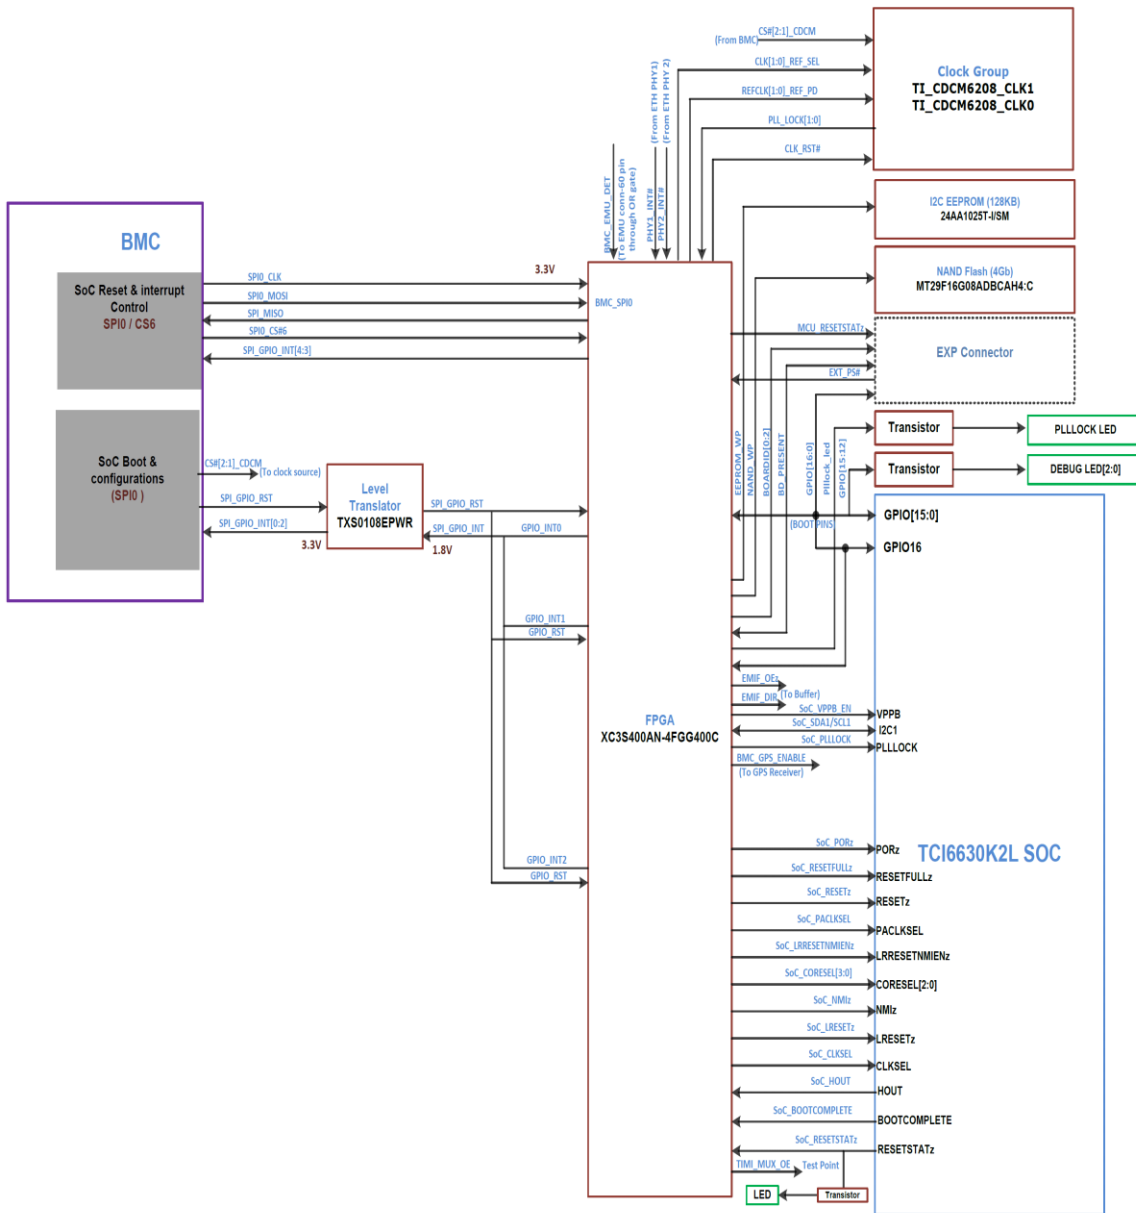 CS#[2:1]_CDCM
(From BMC)
CLK[1:0]_REF_SEL
REFCLK[1:0]_REF_PD
PLL_LOCK[1:0]
CLK_RST#
Clock Group
TI_CDCM6208_CLK1
TI_CDCM6208_CLK0
(From ETH PHY1)
(From ETH PHY 2)
PHY1_INT#
PHY2_INT#
BMC_EMU_DET
(To EMU conn-60 pin
through OR gate)
I2C EEPROM (128KB)
24AA1025T-I/SM
NAND Flash (4Gb)
MT29F16G08ADBCAH4:C
EXP Connector
MCU_RESETSTATz
EXT_PS#
BMC
SoC Reset & interrupt
Control
SPI0 / CS6
SPI0_CLK
SPI0_MOSI
SPI_MISO
SPI0_CS#6
SPI_GPIO_INT[4:3]
3.3V
BMC_SPI0
Transistor
PLLLOCK LED
Transistor
DEBUG LED[2:0]
SoC Boot &
configurations
(SPI0 )
CS#[2:1]_CDCM
(To clock source)
SPI_GPIO_RST
SPI_GPIO_INT[0:2]
3.3V
Level
Translator
TXS0108EPWR
SPI_GPIO_RST
SPI_GPIO_INT
GPIO_INT0
1.8V
GPIO_INT1
GPIO_RST
GPIO_INT2
GPIO_RST
EEPROM_WP
NAND_WP
BOARDID[0:2]
BD_PRESENT
GPIO[16:0]
Plllock_led
GPIO[15:12]
(BOOT PINS)
GPIO[15:0]
GPIO16
FPGA
XC3S400AN-4FGG400C
EMIF_OEz
(To Buffer)
EMIF_DIR
SoC_VPPB_EN
VPPB
SoC_SDA1/SCL1
I2C1
SoC_PLLLOCK
PLLLOCK
BMC_GPS_ENABLE
(To GPS Receiver)
TCI6630K2L SOC
SoC_PORz
PORz
SoC_RESETFULLz
RESETFULLz
SoC_RESETz
RESETz
SoC_PACLKSEL
PACLKSEL
SoC_LRRESETNMIENz
LRRESETNMIENz
SoC_CORESEL[3:0]
CORESEL[2:0]
SoC_NMIz
NMIz
SoC_LRESETz
LRESETz
SoC_CLKSEL
CLKSEL
SoC_HOUT
HOUT
SoC_BOOTCOMPLETE
BOOTCOMPLETE
SoC_RESETSTATz
RESETSTATz
TIMI_MUX_OE
Test Point
LED
Transistor